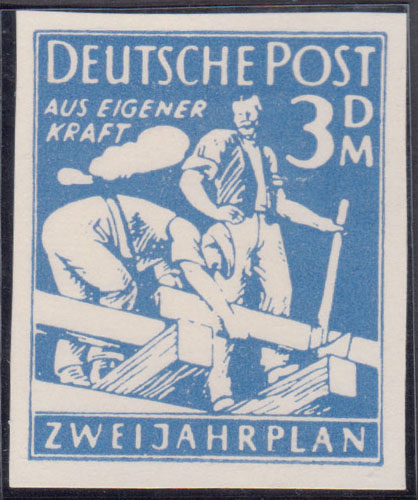 DEUTSCHE POST
AUS EIGENER
KRAFT
3 DM
ZWEIJAHRPLAN